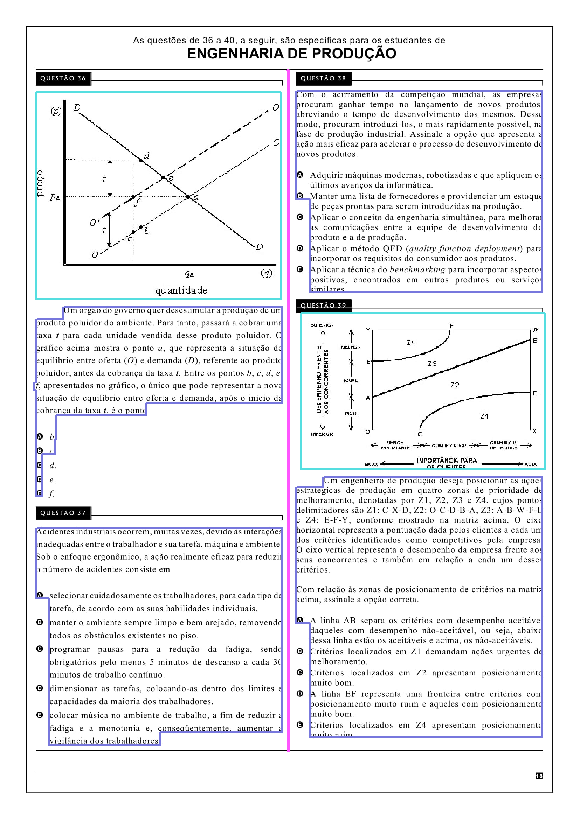 As questões de 36 a 40, a seguir, são específicas para os estudantes de
ENGENHARIA DE PRODUÇÃO
QUESTÃO 36
($)
D
O'
O
d
e
a
preço
Pa
t
f
O'
t
c
b
O
D
qa
(q)
quantidade
Um órgão do governo quer desestimular a produção de um
produto poluidor do ambiente. Para tanto, passará a cobrar uma
taxa t para cada unidade vendida desse produto poluidor. O
gráfico acima mostra o ponto a, que representa a situação de
equilíbrio entre oferta (O) e demanda (D), referente ao produto
poluidor, antes da cobrança da taxa t. Entre os pontos b, c, d, e e
f, apresentados no gráfico, o único que pode representar a nova
situação de equilíbrio entre oferta e demanda, após o início da
cobrança da taxa t, é o ponto
A b.
B c.
C d.
D e.
E f.
QUESTÃO 37
Acidentes industriais ocorrem, muitas vezes, devido às interações
inadequadas entre o trabalhador e sua tarefa, máquina e ambiente.
Sob o enfoque ergonômico, a ação realmente eficaz para reduzir
o número de acidentes consiste em
A selecionar cuidadosamente os trabalhadores, para cada tipo de
tarefa, de acordo com as suas habilidades individuais.
B manter o ambiente sempre limpo e bem arejado, removendo
todos os obstáculos existentes no piso.
C programar pausas para a redução da fadiga, sendo
obrigatórios pelo menos 5 minutos de descanso a cada 30
minutos de trabalho contínuo.
D dimensionar as tarefas, colocando-as dentro dos limites e
capacidades da maioria dos trabalhadores.
E colocar música no ambiente de trabalho, a fim de reduzir a
fadiga e a monotonia e, conseqüentemente, aumentar a
vigilância dos trabalhadores.
QUESTÃO 38
Com o acirramento da competição mundial, as empresas
procuram ganhar tempo no lançamento de novos produtos,
abreviando o tempo de desenvolvimento dos mesmos. Desse
modo, procuram introduzi-los, o mais rapidamente possível, na
fase de produção industrial. Assinale a opção que apresenta a
ação mais eficaz para acelerar o processo de desenvolvimento de
novos produtos.
A Adquirir máquinas modernas, robotizadas e que apliquem os
últimos avanços da informática.
B Manter uma lista de fornecedores e providenciar um estoque
de peças prontas para serem introduzidas na produção.
C Aplicar o conceito da engenharia simultânea, para melhorar
as comunicações entre a equipe de desenvolvimento do
produto e a de produção.
D Aplicar o método QFD (quality function deployment) para
incorporar os requisitos do consumidor aos produtos.
E Aplicar a técnica do benchmarking para incorporar aspectos
positivos, encontrados em outros produtos ou serviços
similares.
QUESTÃO 39
DESEMPENHO FRENTE
AOS CONCORRENTES
MELHOR
IGUAL
PIOR
Z1
Z3
Z2
Z4
A
F
B
E
O
C
X
IMPORTÂNCIA PARA
OS CLIENTES
BAIXA
ALTA
Um engenheiro de produção deseja posicionar as ações
estratégicas de produção em quatro zonas de prioridade de
melhoramento, denotadas por Z1, Z2, Z3 e Z4, cujos pontos
delimitadores são Z1: C-X-D, Z2: O-C-D-B-A, Z3: A-B-W-F-E
e Z4: E-F-Y, conforme mostrado na matriz acima. O eixo
horizontal representa a pontuação dada pelos clientes a cada um
dos critérios identificados como competitivos pela empresa.
O eixo vertical representa o desempenho da empresa frente aos
seus concorrentes e também em relação a cada um desses
critérios.
Com relação às zonas de posicionamento de critérios na matriz
acima, assinale a opção correta.
A A linha AB separa os critérios com desempenho aceitável
daqueles com desempenho não-aceitável, ou seja, abaixo
dessa linha estão os aceitáveis e acima, os não-aceitáveis.
B Critérios localizados em Z1 demandam ações urgentes de
melhoramento.
C Critérios localizados em Z2 apresentam posicionamento
muito bom.
D A linha EF representa uma fronteira entre critérios com
posicionamento muito ruim e aqueles com posicionamento
muito bom.
E Critérios localizados em Z4 apresentam posicionamento
muito ruim.